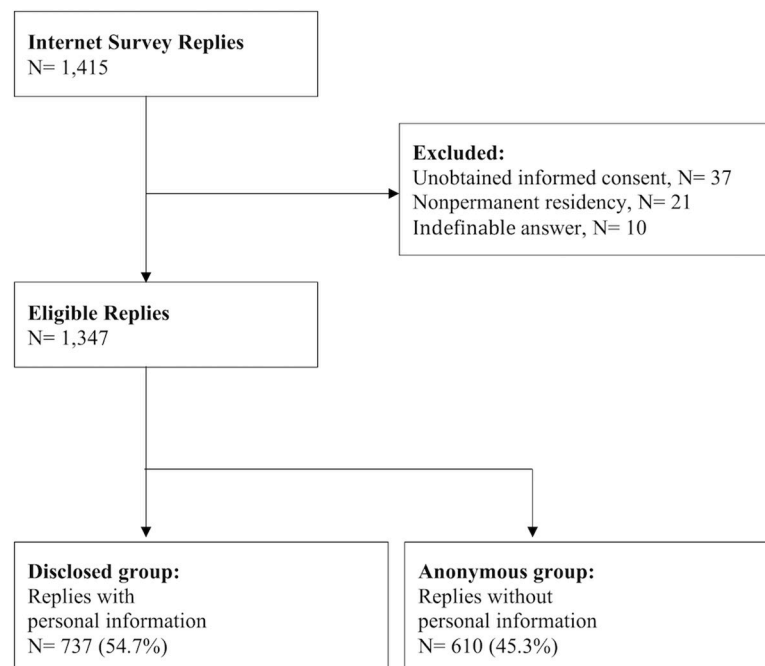 Internet Survey Replies
N= 1,415
Excluded:
Unobtained informed consent, N= 37
Nonpermanent residency, N= 21
Indefinable answer, N= 10
Eligible Replies
N= 1,347
Disclosed group:
Replies with
personal information
N= 737 (54.7%)
Anonymous group:
Replies without
personal information
N= 610 (45.3%)